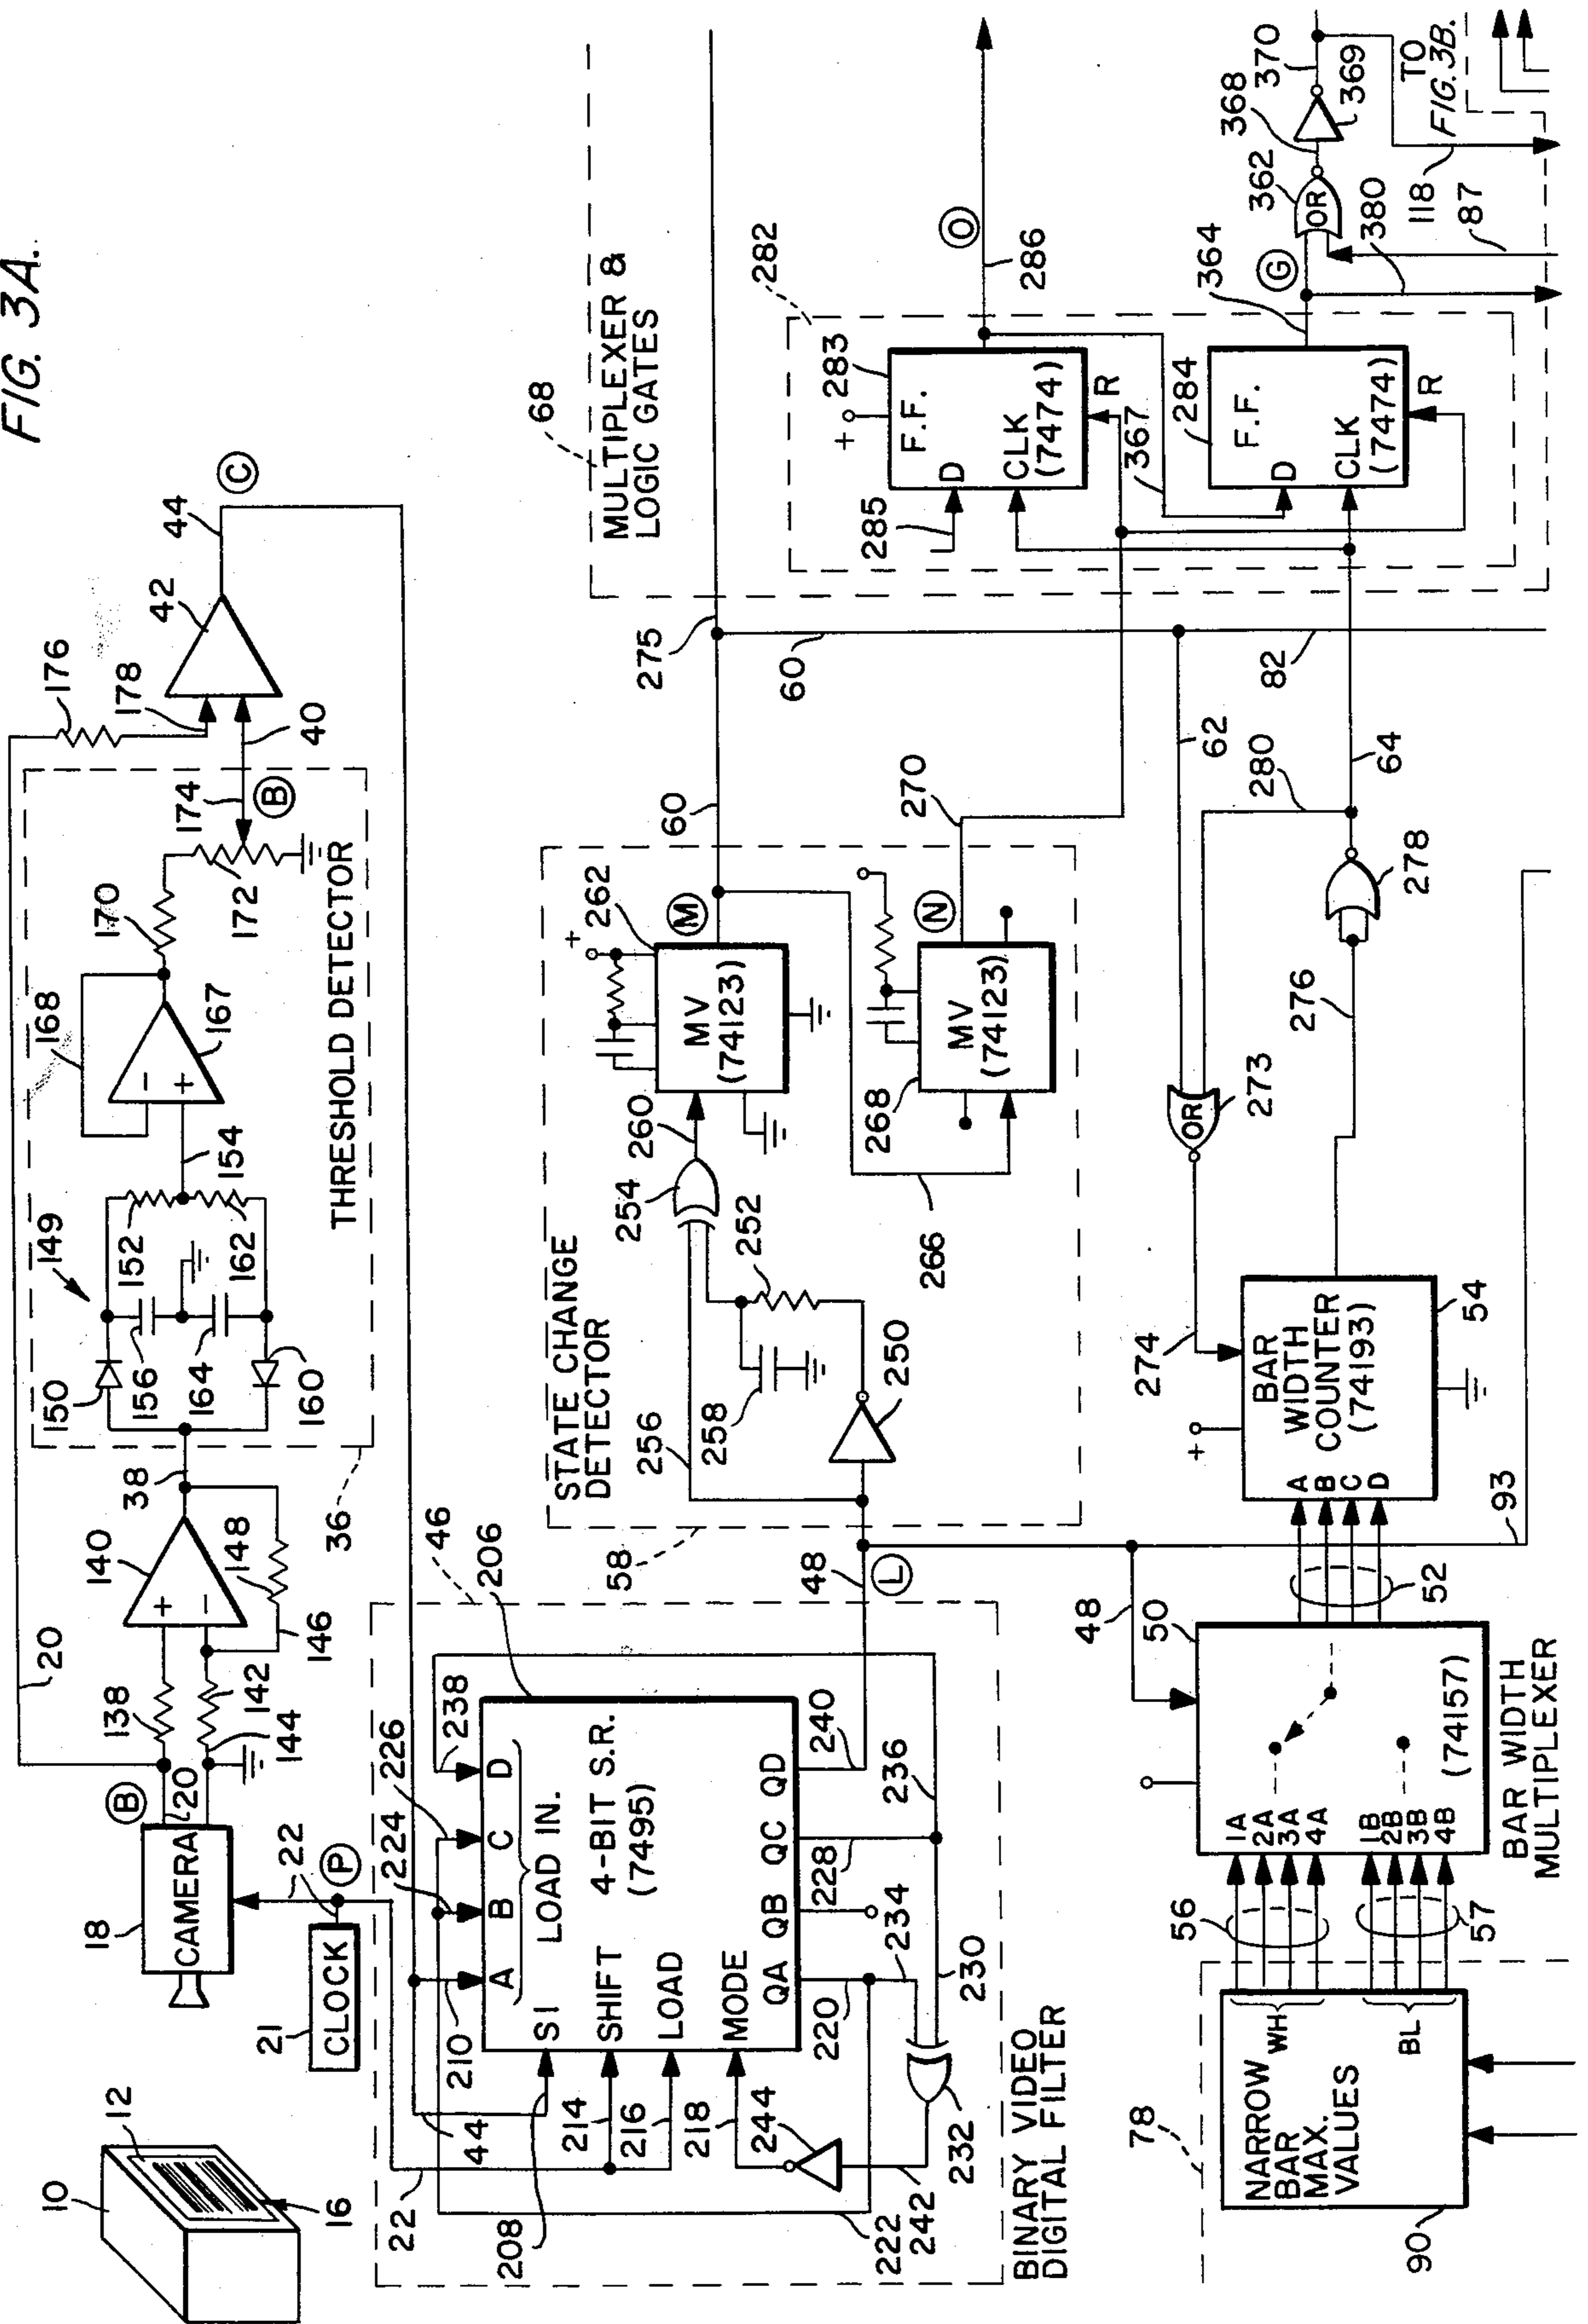 FIG. 3A.
10
12
16
B
20
18
CAMERA
22
P
21
CLOCK
20
138
142
144
140
+
−
146
148
38
36
149
150
152
156
154
164
162
160
168
−
+
167
170
172
174
B
THRESHOLD DETECTOR
176
178
40
42
44
C
46
206
22
44
208
210
214
216
218
222
224
226
238
A B C D
LOAD IN.
SI
SHIFT
LOAD
MODE
4-BIT S.R.
(7495)
QA QB QC QD
220
234
228
236
240
230
232
242
244
BINARY VIDEO
DIGITAL FILTER
48
L
58
STATE CHANGE
DETECTOR
256
258
250
252
254
260
262
+
MV
(74123)
M
266
268
MV
(74123)
N
60
270
275
60
62
82
68
MULTIPLEXER &
LOGIC GATES
282
283
+
F.F.
D
CLK
(7474)
R
285
286
O
367
284
F.F.
D
CLK
(7474)
R
364
G
362
OR
368
369
370
TO
FIG. 3B.
118
380
87
78
90
NARROW
BAR
MAX.
VALUES
WH
BL
56
57
1A
2A
3A
4A
1B
2B
3B
4B
(74157)
50
48
BAR WIDTH
MULTIPLEXER
52
93
A
B
C
D
BAR
WIDTH
COUNTER
(74193)
+
54
274
273
OR
276
278
280
64